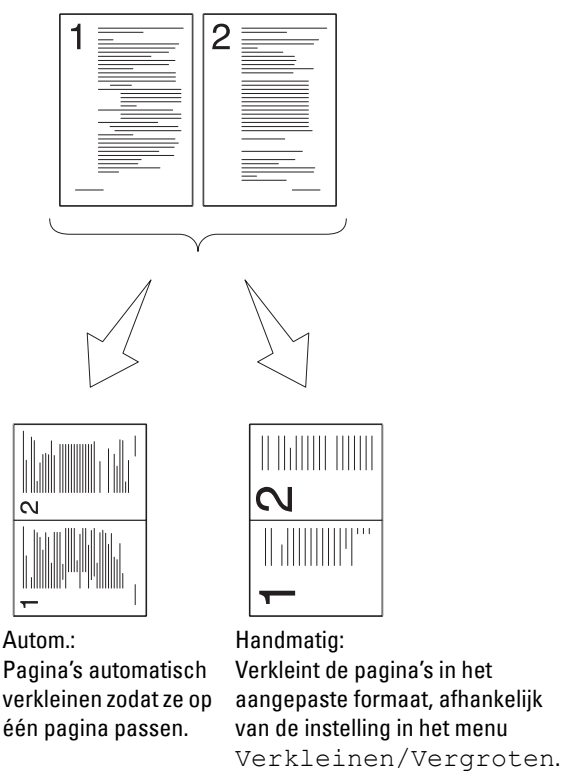 1
2
2
1
2
1
Autom.:
Pagina's automatisch
verkleinen zodat ze op
één pagina passen.
Handmatig:
Verkleint de pagina's in het
aangepaste formaat, afhankelijk
van de instelling in het menu
Verkleinen/Vergroten.